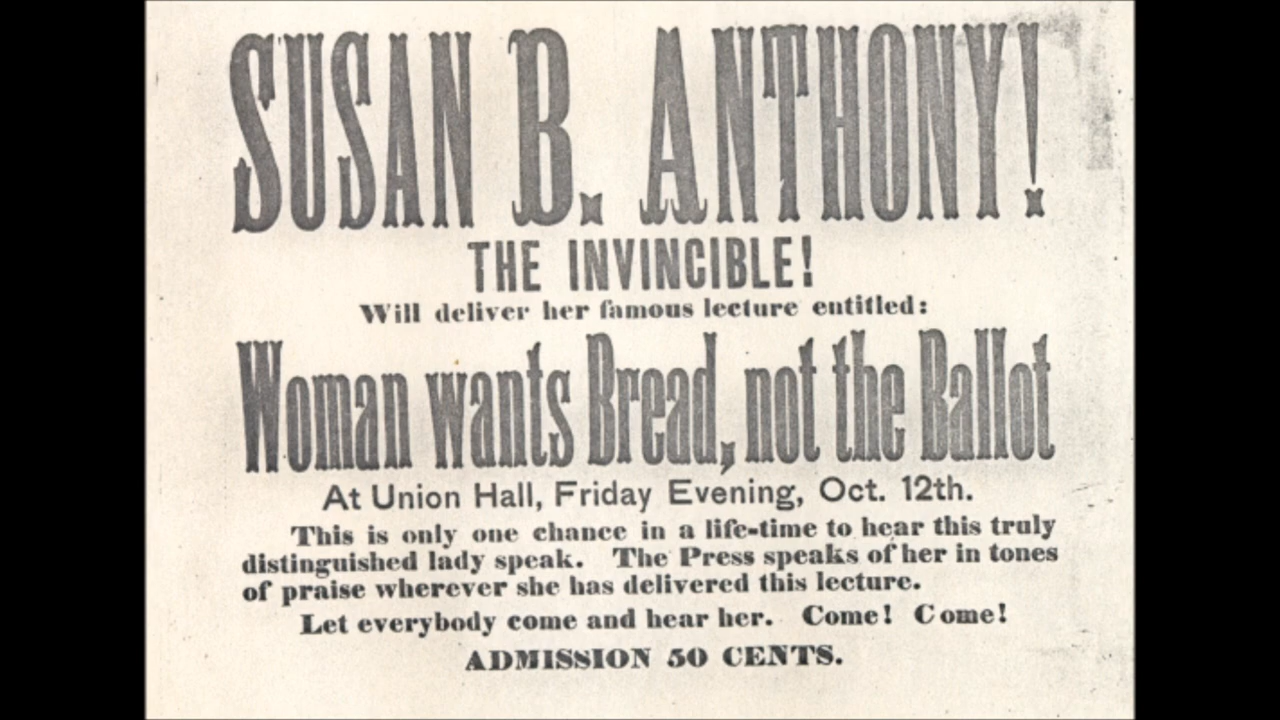 SUSAN B. ANTHONY!
THE INVINCIBLE!
Will deliver her famous lecture entitled:
Woman wants Bread, not the Ballot
At Union Hall, Friday Evening, Oct. 12th.
This is only one chance in a life-time to hear this truly
distinguished lady speak. The Press speaks of her in tones
of praise wherever she has delivered this lecture.
Let everybody come and hear her. Come! Come!
ADMISSION 50 CENTS.